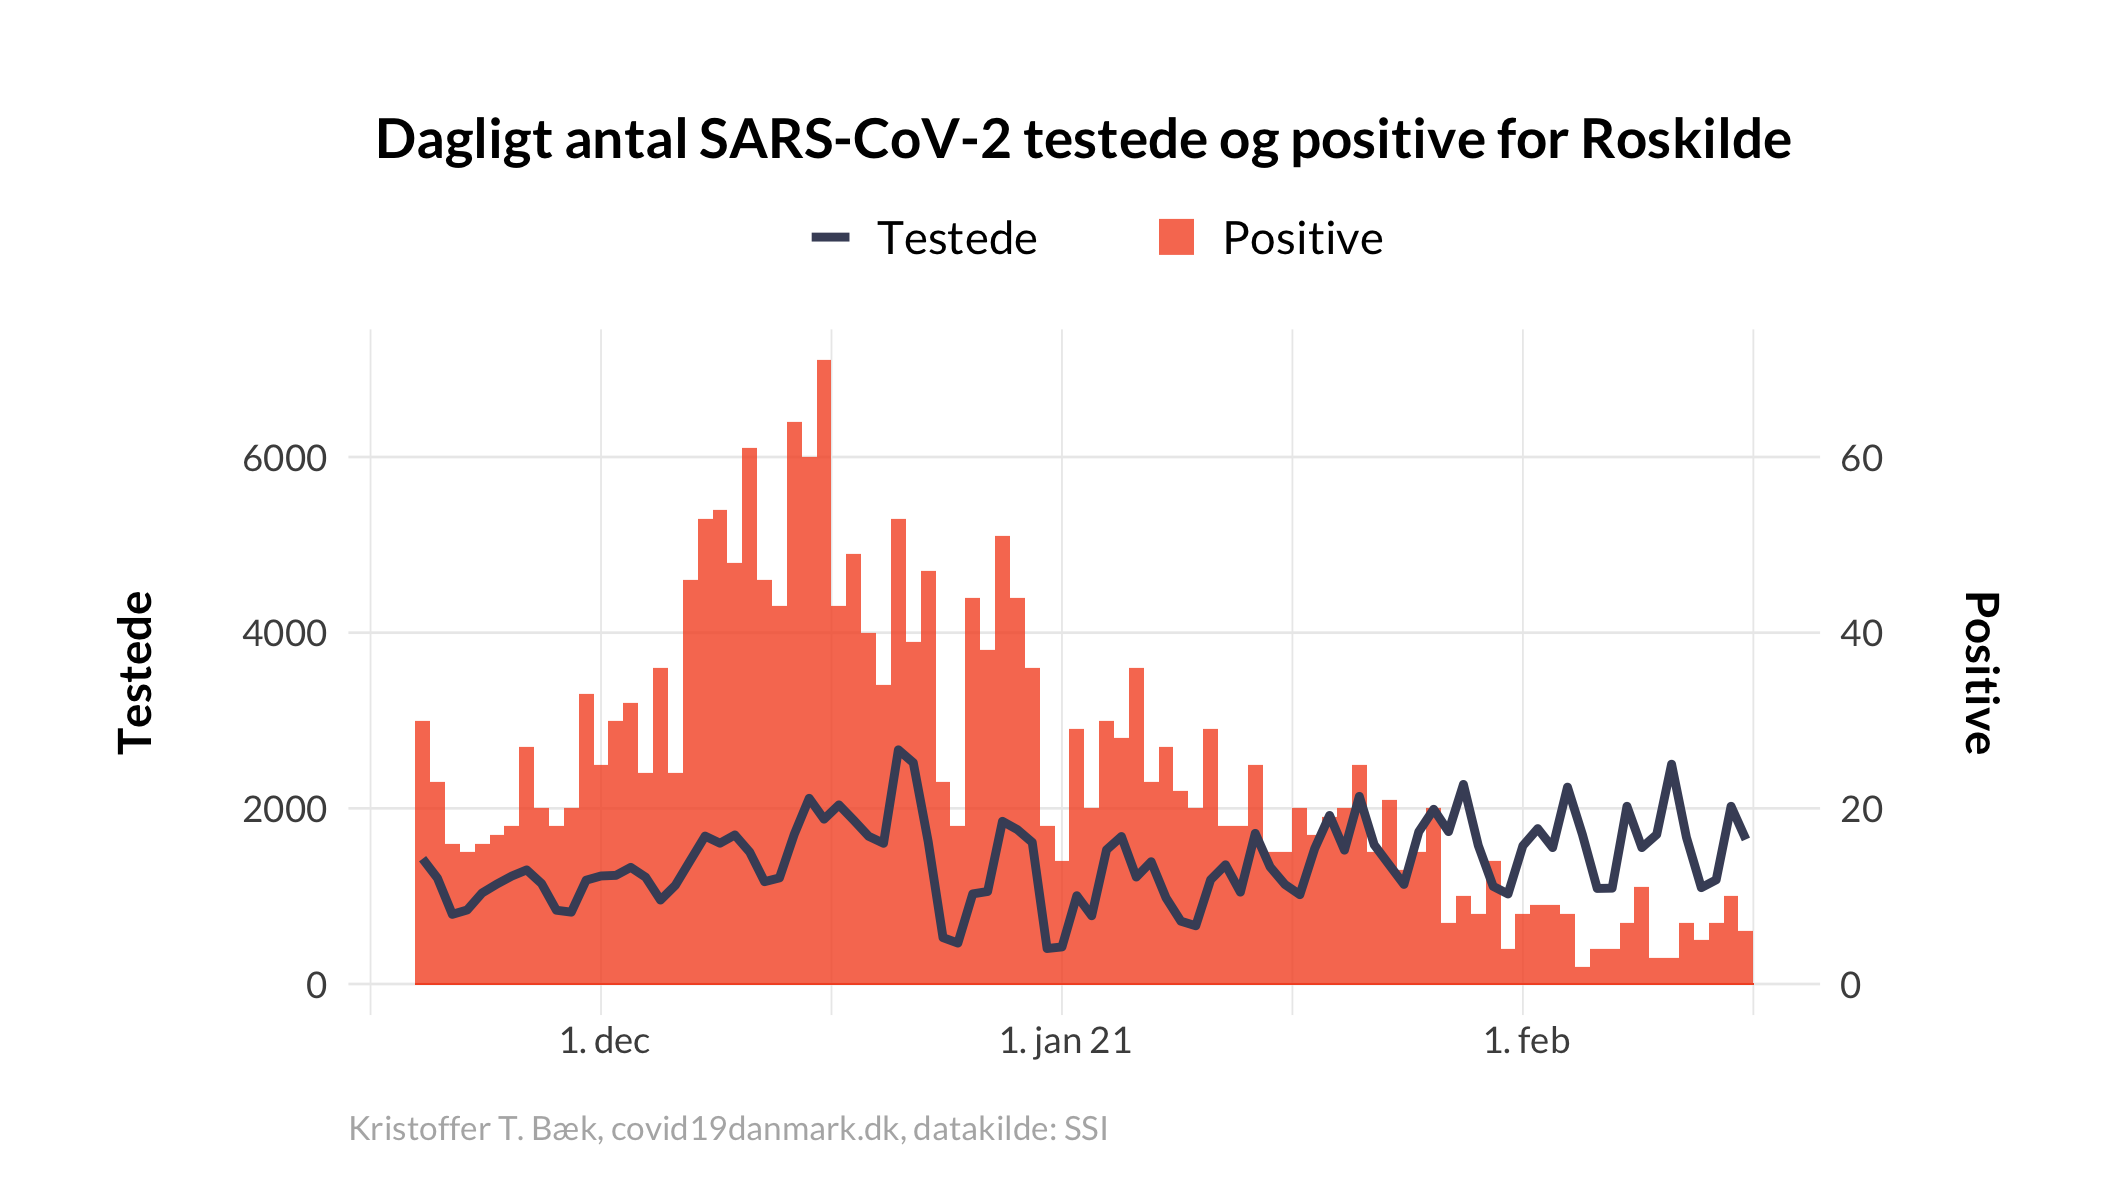 Dagligt antal SARS-CoV-2 testede og positive for Roskilde
Testede
Positive
6000
4000
2000
0
60
40
20
0
Testede
Positive
1. dec
1. jan 21
1. feb
Kristoffer T. Bæk, covid19danmark.dk, datakilde: SSI